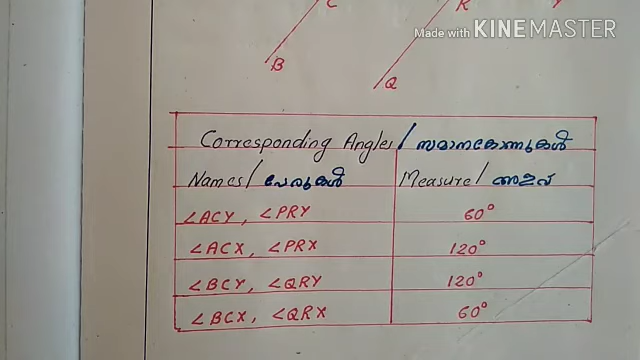 C
R
Y
Made with KINEMASTER
B
Q
Corresponding Angles / സമാനകോണുകൾ
Names / പേരുകൾ Measure / അളവ്
∠ACY, ∠PRY 60°
∠ACX, ∠PRX 120°
∠BCY, ∠QRY 120°
∠BCX, ∠QRX 60°